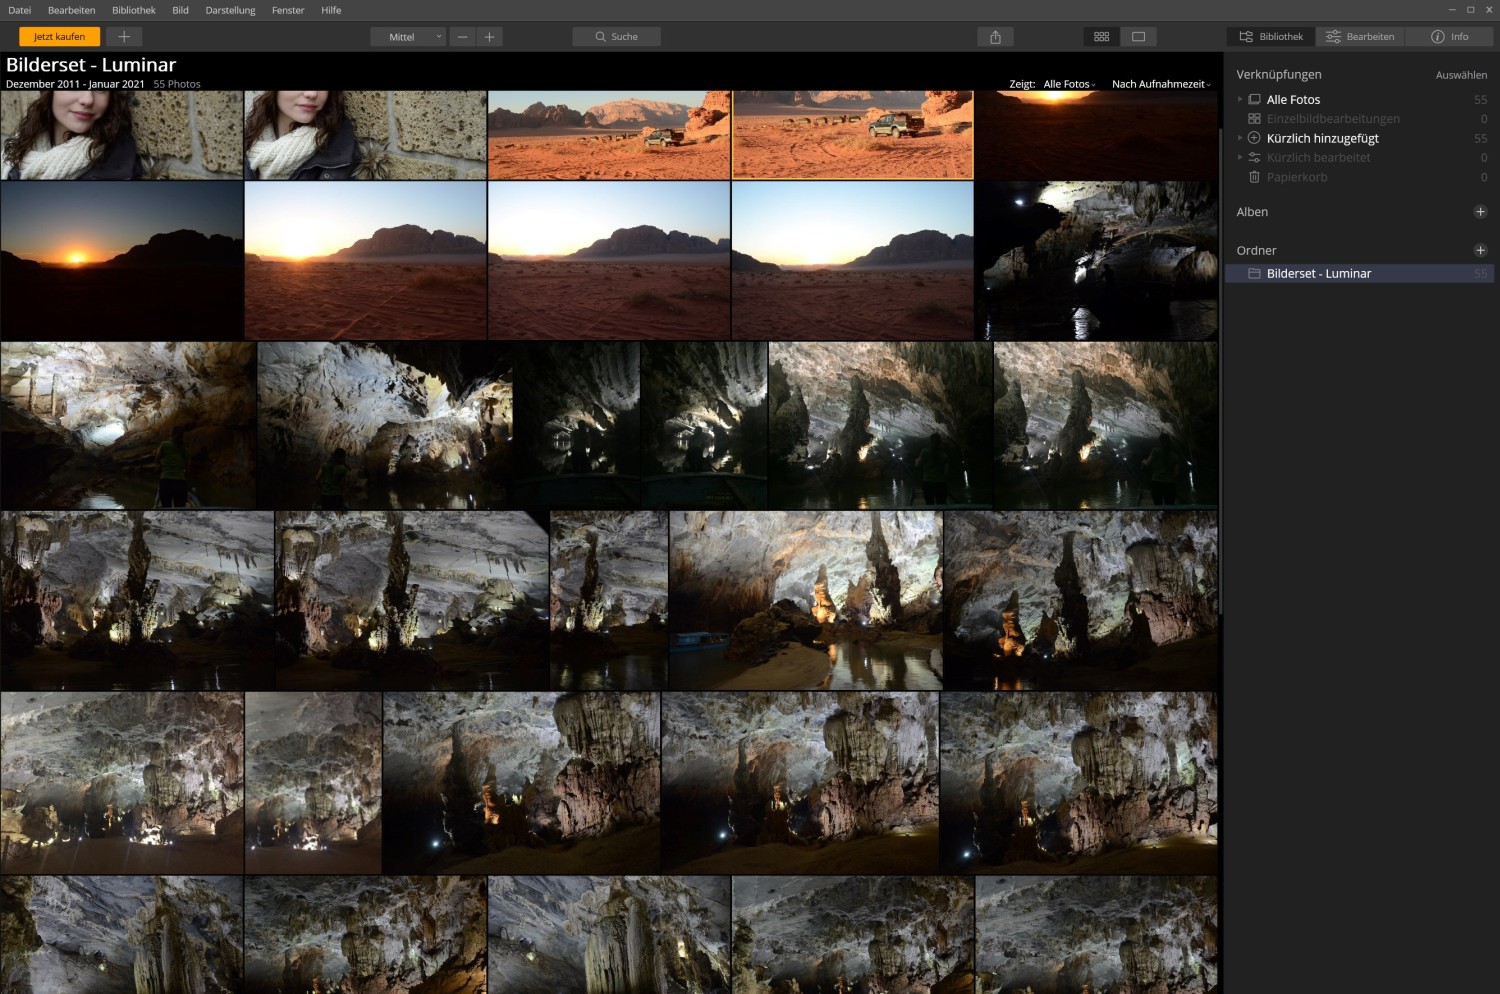 Datei Bearbeiten Bibliothek Bild Darstellung Fenster Hilfe
Jetzt kaufen Mittel Suche Bibliothek Bearbeiten Info
Bilderset - Luminar
Dezember 2011 - Januar 2021 55 Photos Zeigt: Alle Fotos Nach Aufnahmezeit
Verknüpfungen Auswählen
Alle Fotos 55
Einzelbildbearbeitungen 0
Kürzlich hinzugefügt 55
Kürzlich bearbeitet 0
Papierkorb 0
Alben
Ordner
Bilderset - Luminar 55